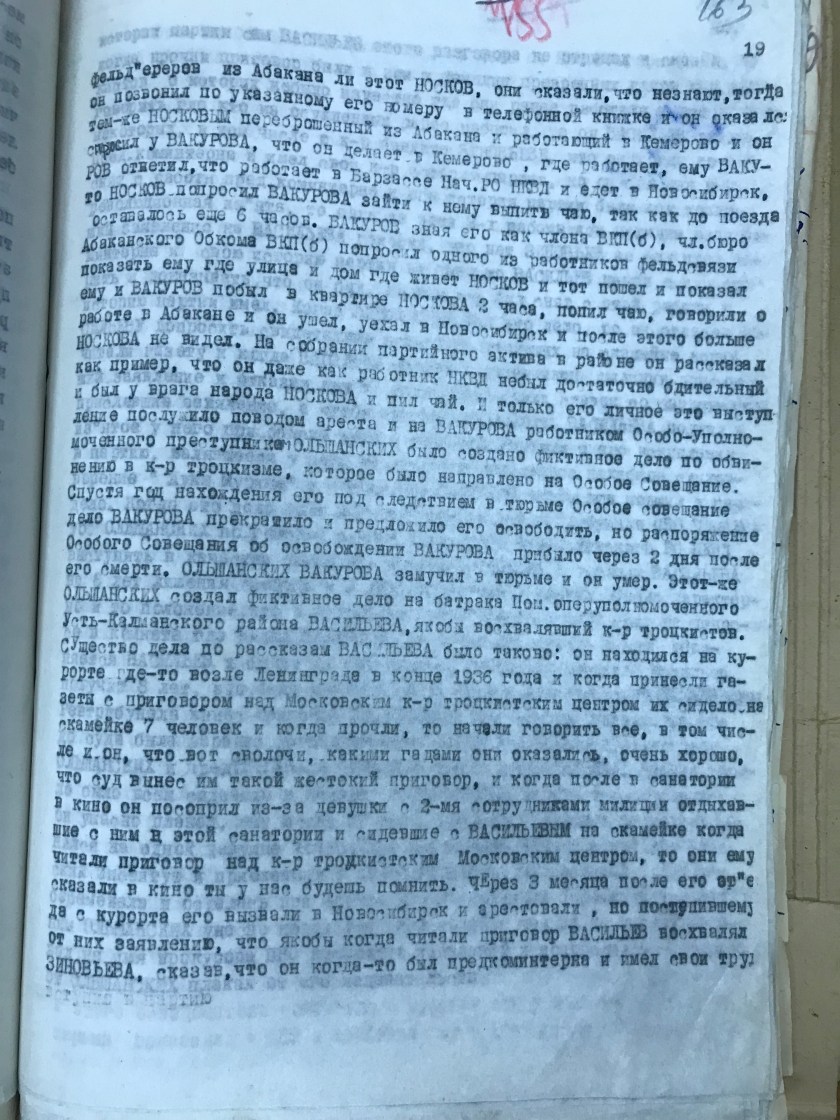 155
163
19
фельд"ереров из Абакана ли этот НОСКОВ, они сказали,что незнают,тогда
он позвонил по указанному его номеру в телефонной книжке и он оказался
тем-же НОСКОВЫМ переброшенный из Абакана и работающий в Кемерово и он
спросил у ВАКУРОВА, что он делает в Кемерово , где работает, ему ВАКУ-
РОВ ответил,что работает в Барзассе Нач.РО НКВД и едет в Новосибирск,
то НОСКОВ попросил ВАКУРОВА зайти к нему выпить чаю, так как до поезда
оставалось еще 6 часов. ВАКУРОВ зная его как члена ВКП(б), чл.бюро
Абаканского Обкома ВКП(б) попросил одного из работников фельдсвязи
показать ему где улица и дом где живет НОСКОВ и тот пошел и показал
ему и ВАКУРОВ побыл в квартире НОСКОВА 2 часа, попил чаю, говорили о
работе в Абакане и он ушел, уехал в Новосибирск и после этого больше
НОСКОВА не видел. На собрании партийного актива в районе он рассказал
как пример, что он даже как работник НКВД небыл достаточно бдительный
и был у врага народа НОСКОВА и пил чай. И только его личное это выступ-
ление послужило поводом ареста и на ВАКУРОВА работником Особо-Уполно-
моченного преступником ОЛЬШАНСКИХ было создано фиктивное дело по обви-
нению в к-р троцкизме, которое было направлено на Особое Совещание.
Спустя год нахождения его под следствием в тюрьме Особое совещание
дело ВАКУРОВА прекратило и предложило его освободить, но распоряжение
Особого Совещания об освобождении ВАКУРОВА прибыло через 2 дня после
его смерти. ОЛЬШАНСКИХ ВАКУРОВА замучил в тюрьме и он умер. Этот-же
ОЛЬШАНСКИХ создал фиктивное дело на батрака Пом.оперуполюмоченного
Усть-Калманского района ВАСИЛЬЕВА,якобы восхвалявший к-р троцкистов.
Существо дела по рассказам ВАСИЛЬЕВА было таково: он находился на ку-
рорте где-то возле Ленинграда в конце 1936 года и когда принесли га-
зеты с приговором над Московским к-р троцкистским центром их сидело на
скамейке 7 человек и когда прочли, то начали говорить все, в том чис-
ле и он, что вот сволочи, какими гадами они оказались, очень хорошо,
что суд вынес им такой жестокий приговор, и когда после в санатории
в кино он посоприл из-за девушки с 2-мя сотрудниками милиции отдыхав-
шие с ним в этой санатории и сидевшие с ВАСИЛЬЕВЫМ на скамейке когда
читали приговор над к-р троцкистским Московским центром, то они ему
сказали в кино ты у нас будешь помнить. Через 3 месяца после его от"е
да с курорта его вызвали в Новосибирск и арестовали , но поступившему
от них заявлению, что якобы когда читали приговор ВАСИЛЬЕВ восхвалял
ЗИНОВЬЕВА, сказав,что он когда-то был предкоминтерна и имел свои труд